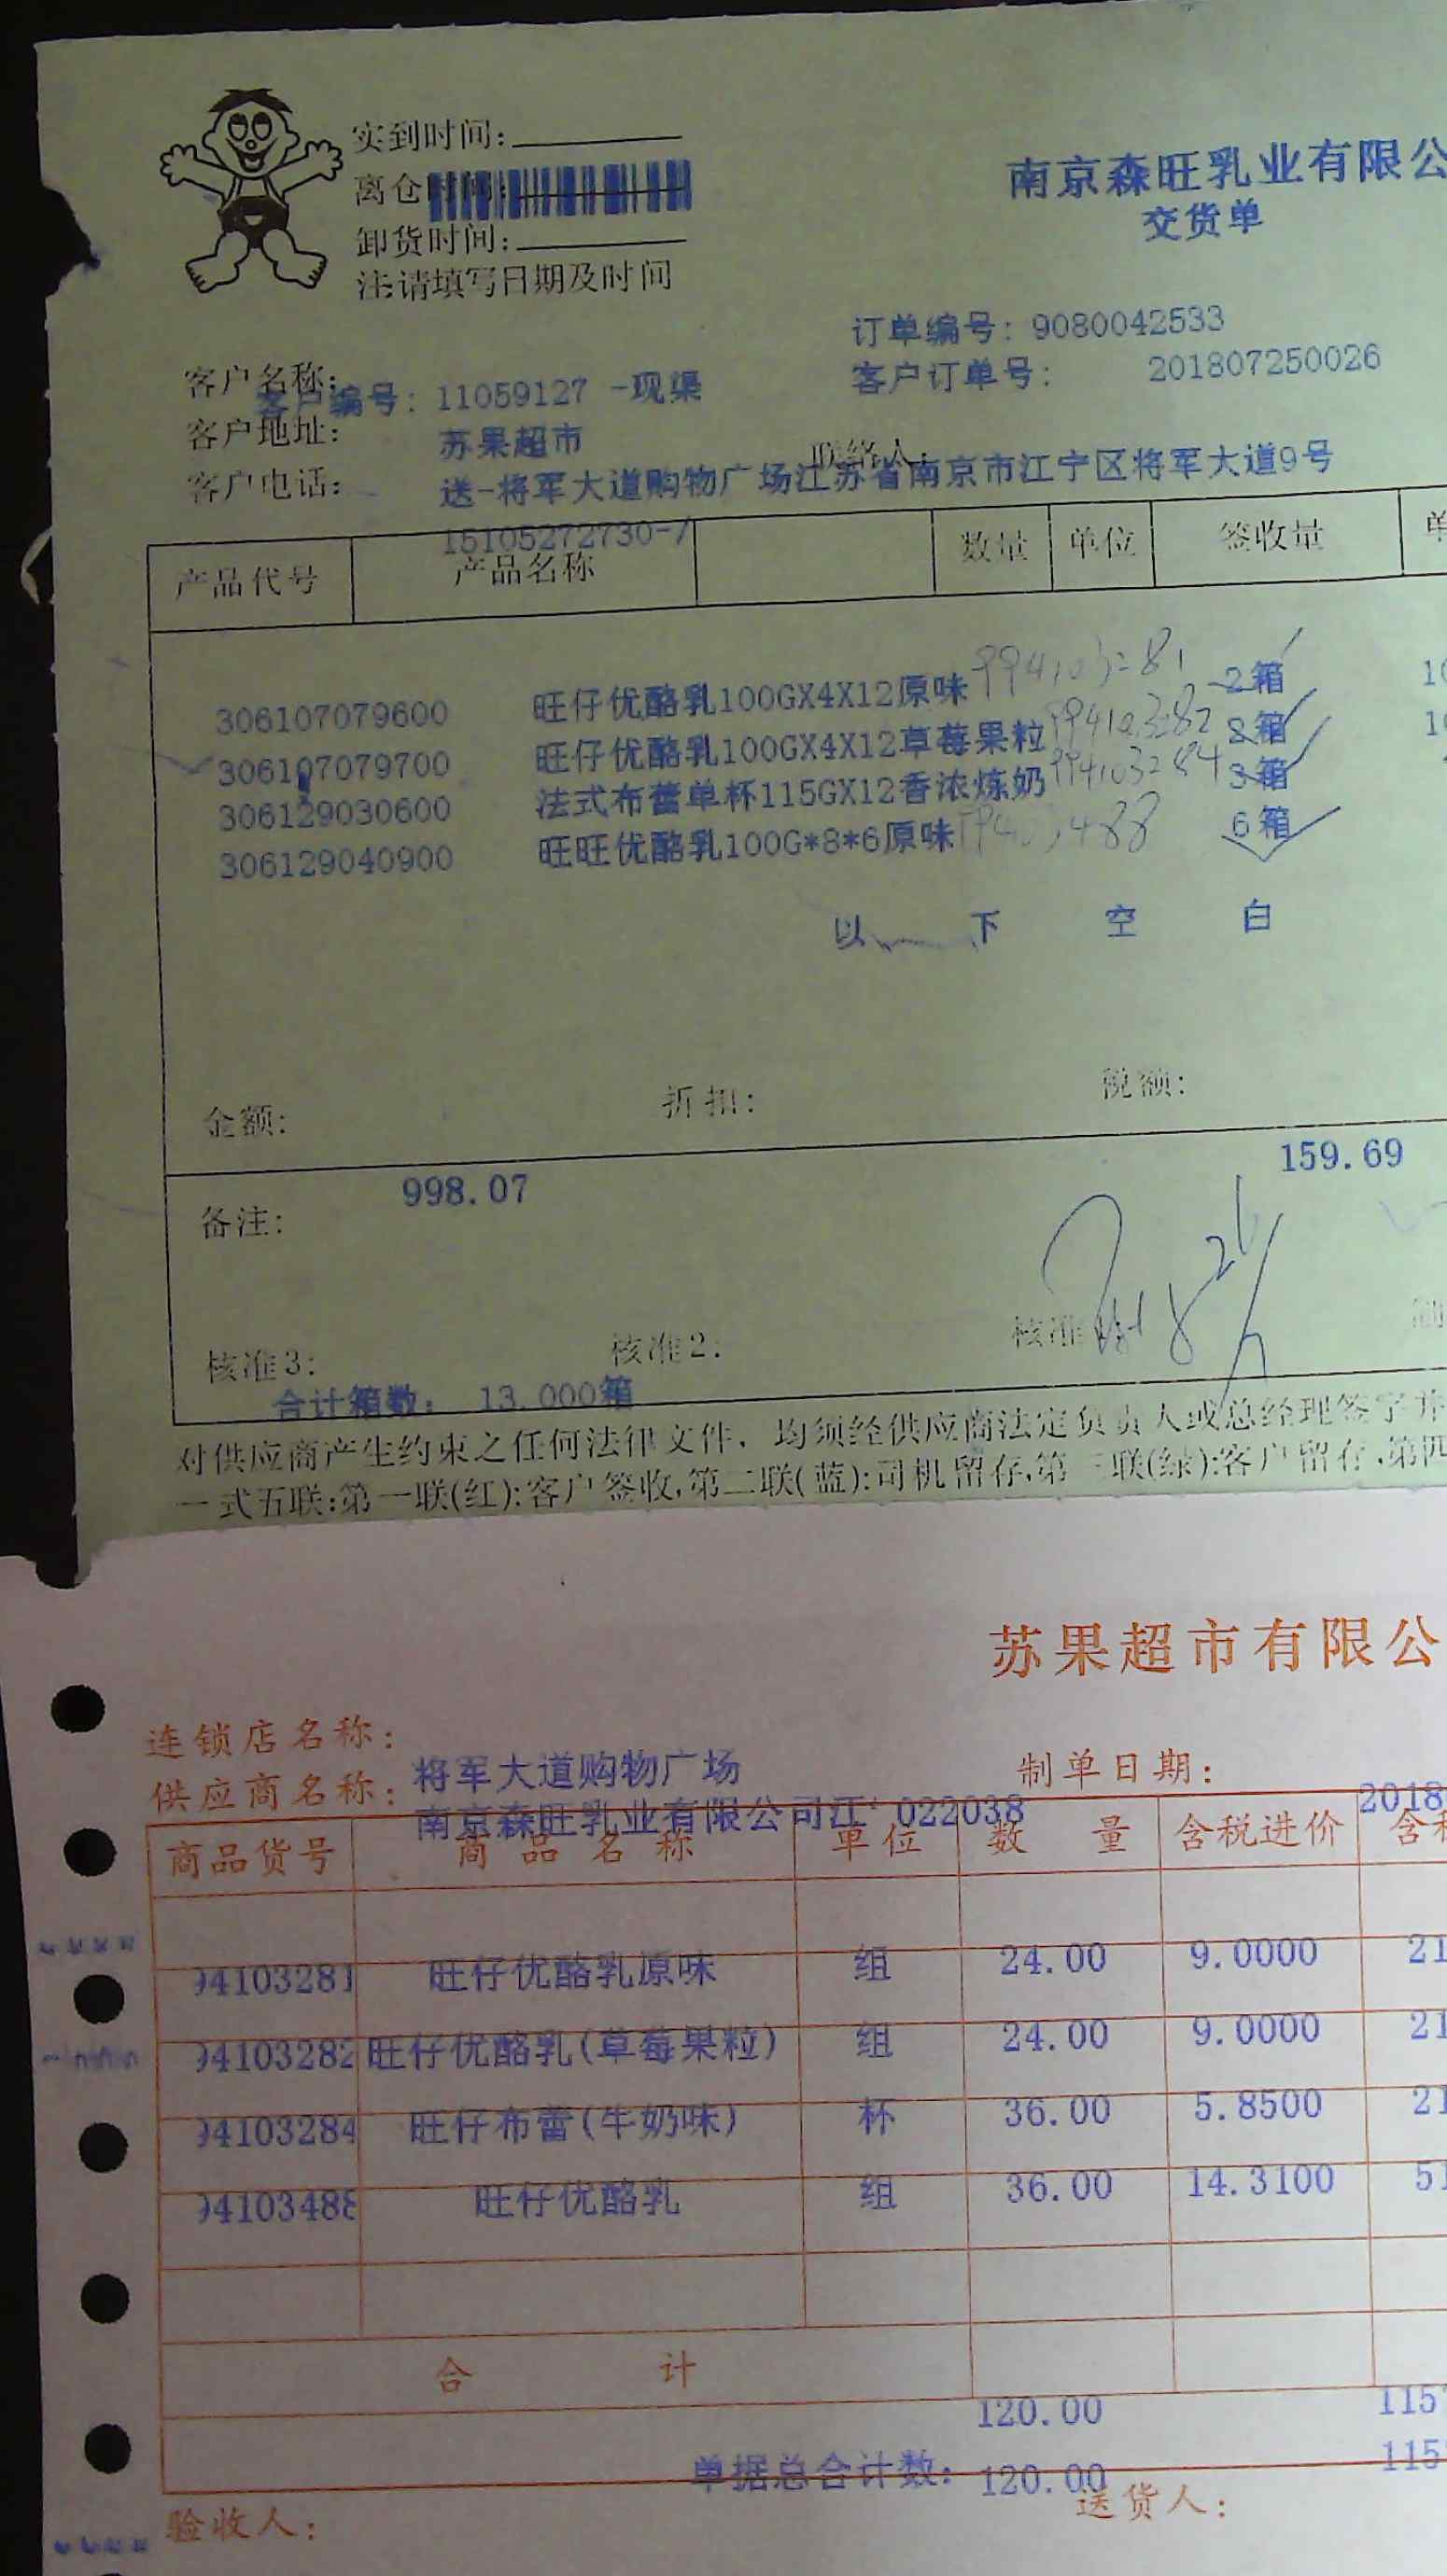 实到时间:
离仓
南京森旺乳业有限公
卸货时间:
交货单
注:请填写日期及时间
订单编号: 9080042533
客户名称:
客户编号: 11059127 -现渠
客户订单号: 201807250026
客户地址:
苏果超市
联络人:
客户电话:
送-将军大道购物广场江苏省南京市江宁区将军大道9号
15105272730-/
产品代号 产品名称 数量 单位 签收量 单
306107079600 旺仔优酪乳100GX4X12原味 994103281 2箱 10
306107079700 旺仔优酪乳100GX4X12草莓果粒 994103282 2箱 10
306129030600 法式布蕾单杯115GX12香浓炼奶 994103284 3箱
306129040900 旺旺优酪乳100G*8*6原味 6箱
以 下 空 白
金额: 折扣: 税额:
998.07 159.69
备注:
核准3: 核准2: 核准
合计箱数: 13.000箱
对供应商产生约束之任何法律文件，均须经供应商法定负责人或总经理签字并
一式五联:第一联(红):客户签收,第二联(蓝):司机留存,第三联(绿):客户留存,第四
苏果超市有限公
连锁店名称:
将军大道购物广场
制单日期:
供应商名称:
南京森旺乳业有限公司江 022038
2018
商品货号 商品名称 单位 数量 含税进价 含税
94103281 旺仔优酪乳原味 组 24.00 9.0000 21
94103282 旺仔优酪乳(草莓果粒) 组 24.00 9.0000 21
94103284 旺仔布蕾(牛奶味) 杯 36.00 5.8500 21
94103488 旺仔优酪乳 组 36.00 14.3100 51
合 计
120.00 115
单据总合计数: 120.00 115
验收人: 送货人: